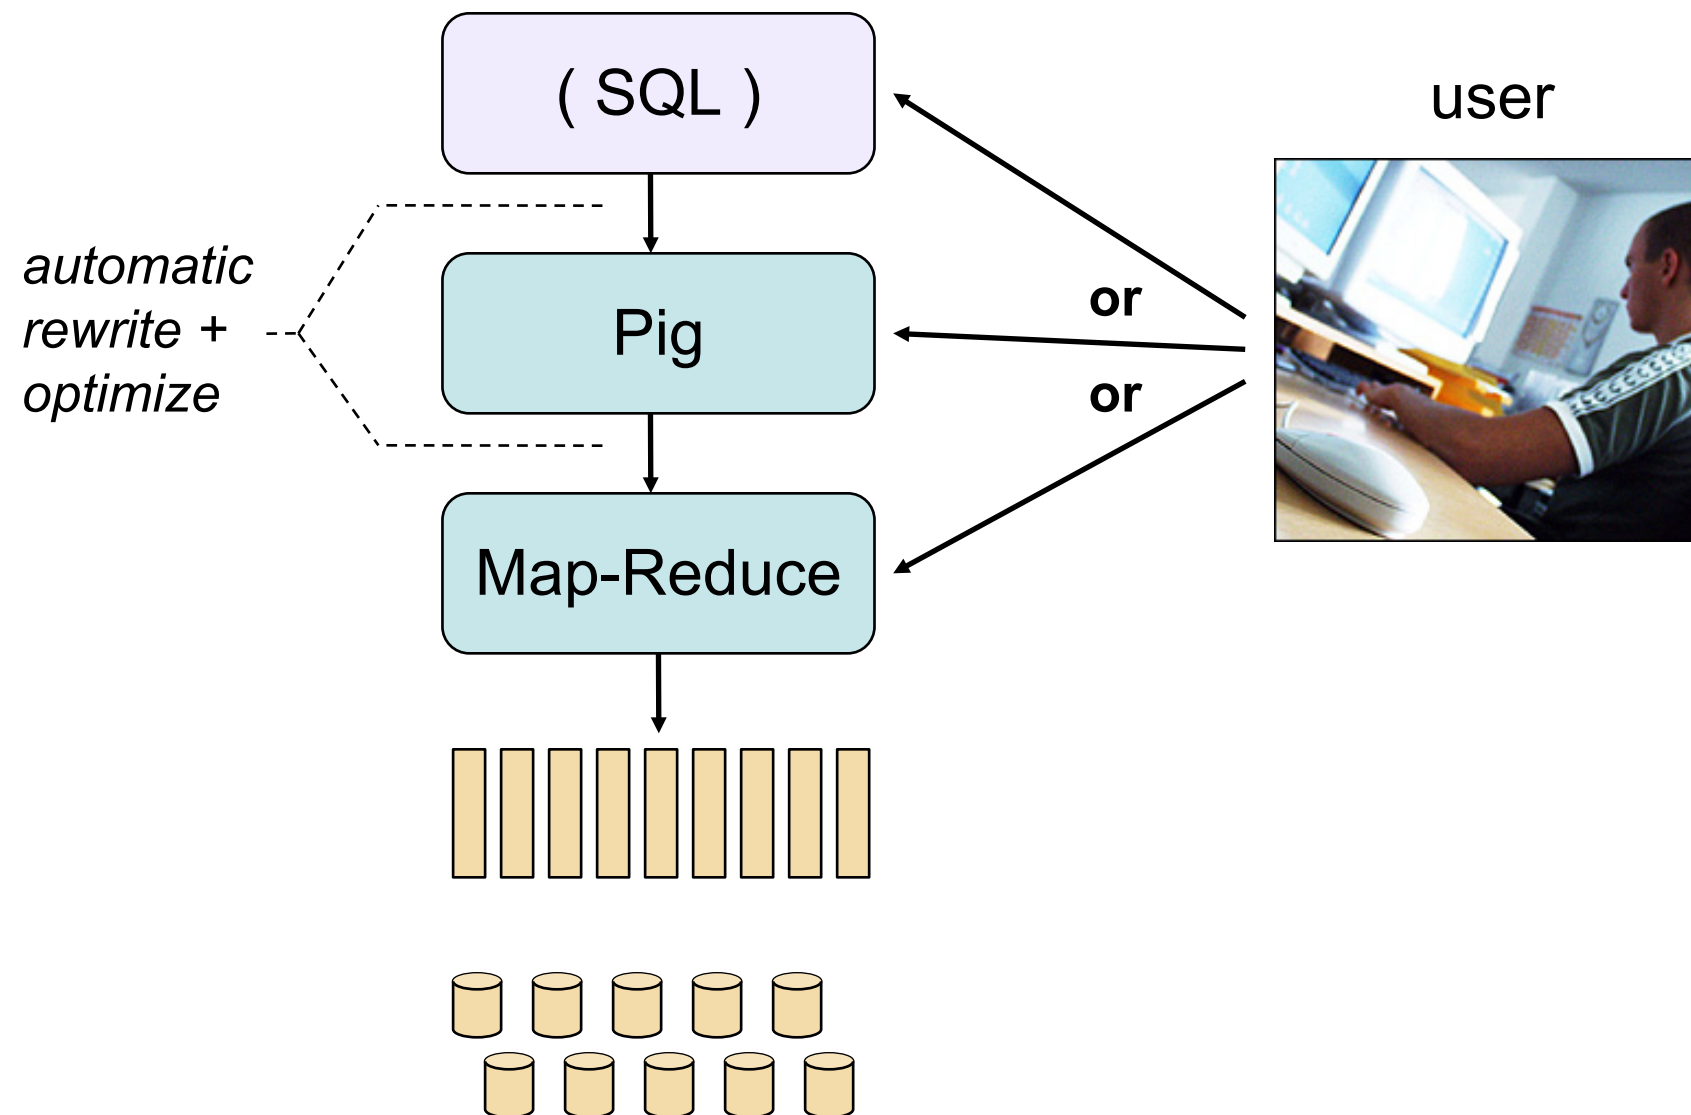 ( SQL )
user
automatic
rewrite +
optimize
or
Pig
or
Map-Reduce